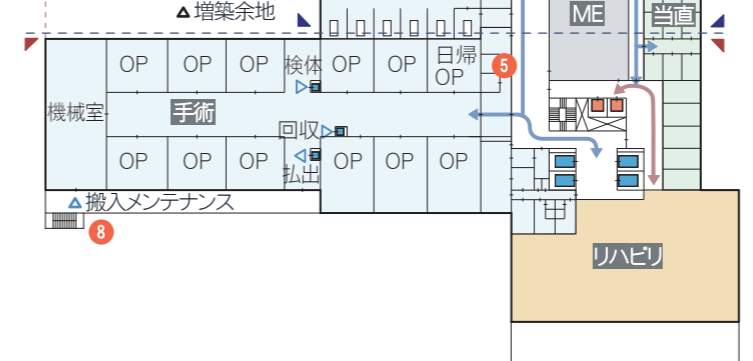 ▲増築余地
ME
当直
OP OP OP 検体 OP OP 日帰
OP
5
機械室
手術
回収
OP OP OP 払出 OP OP OP
搬入メンテナンス
8
リハビリ